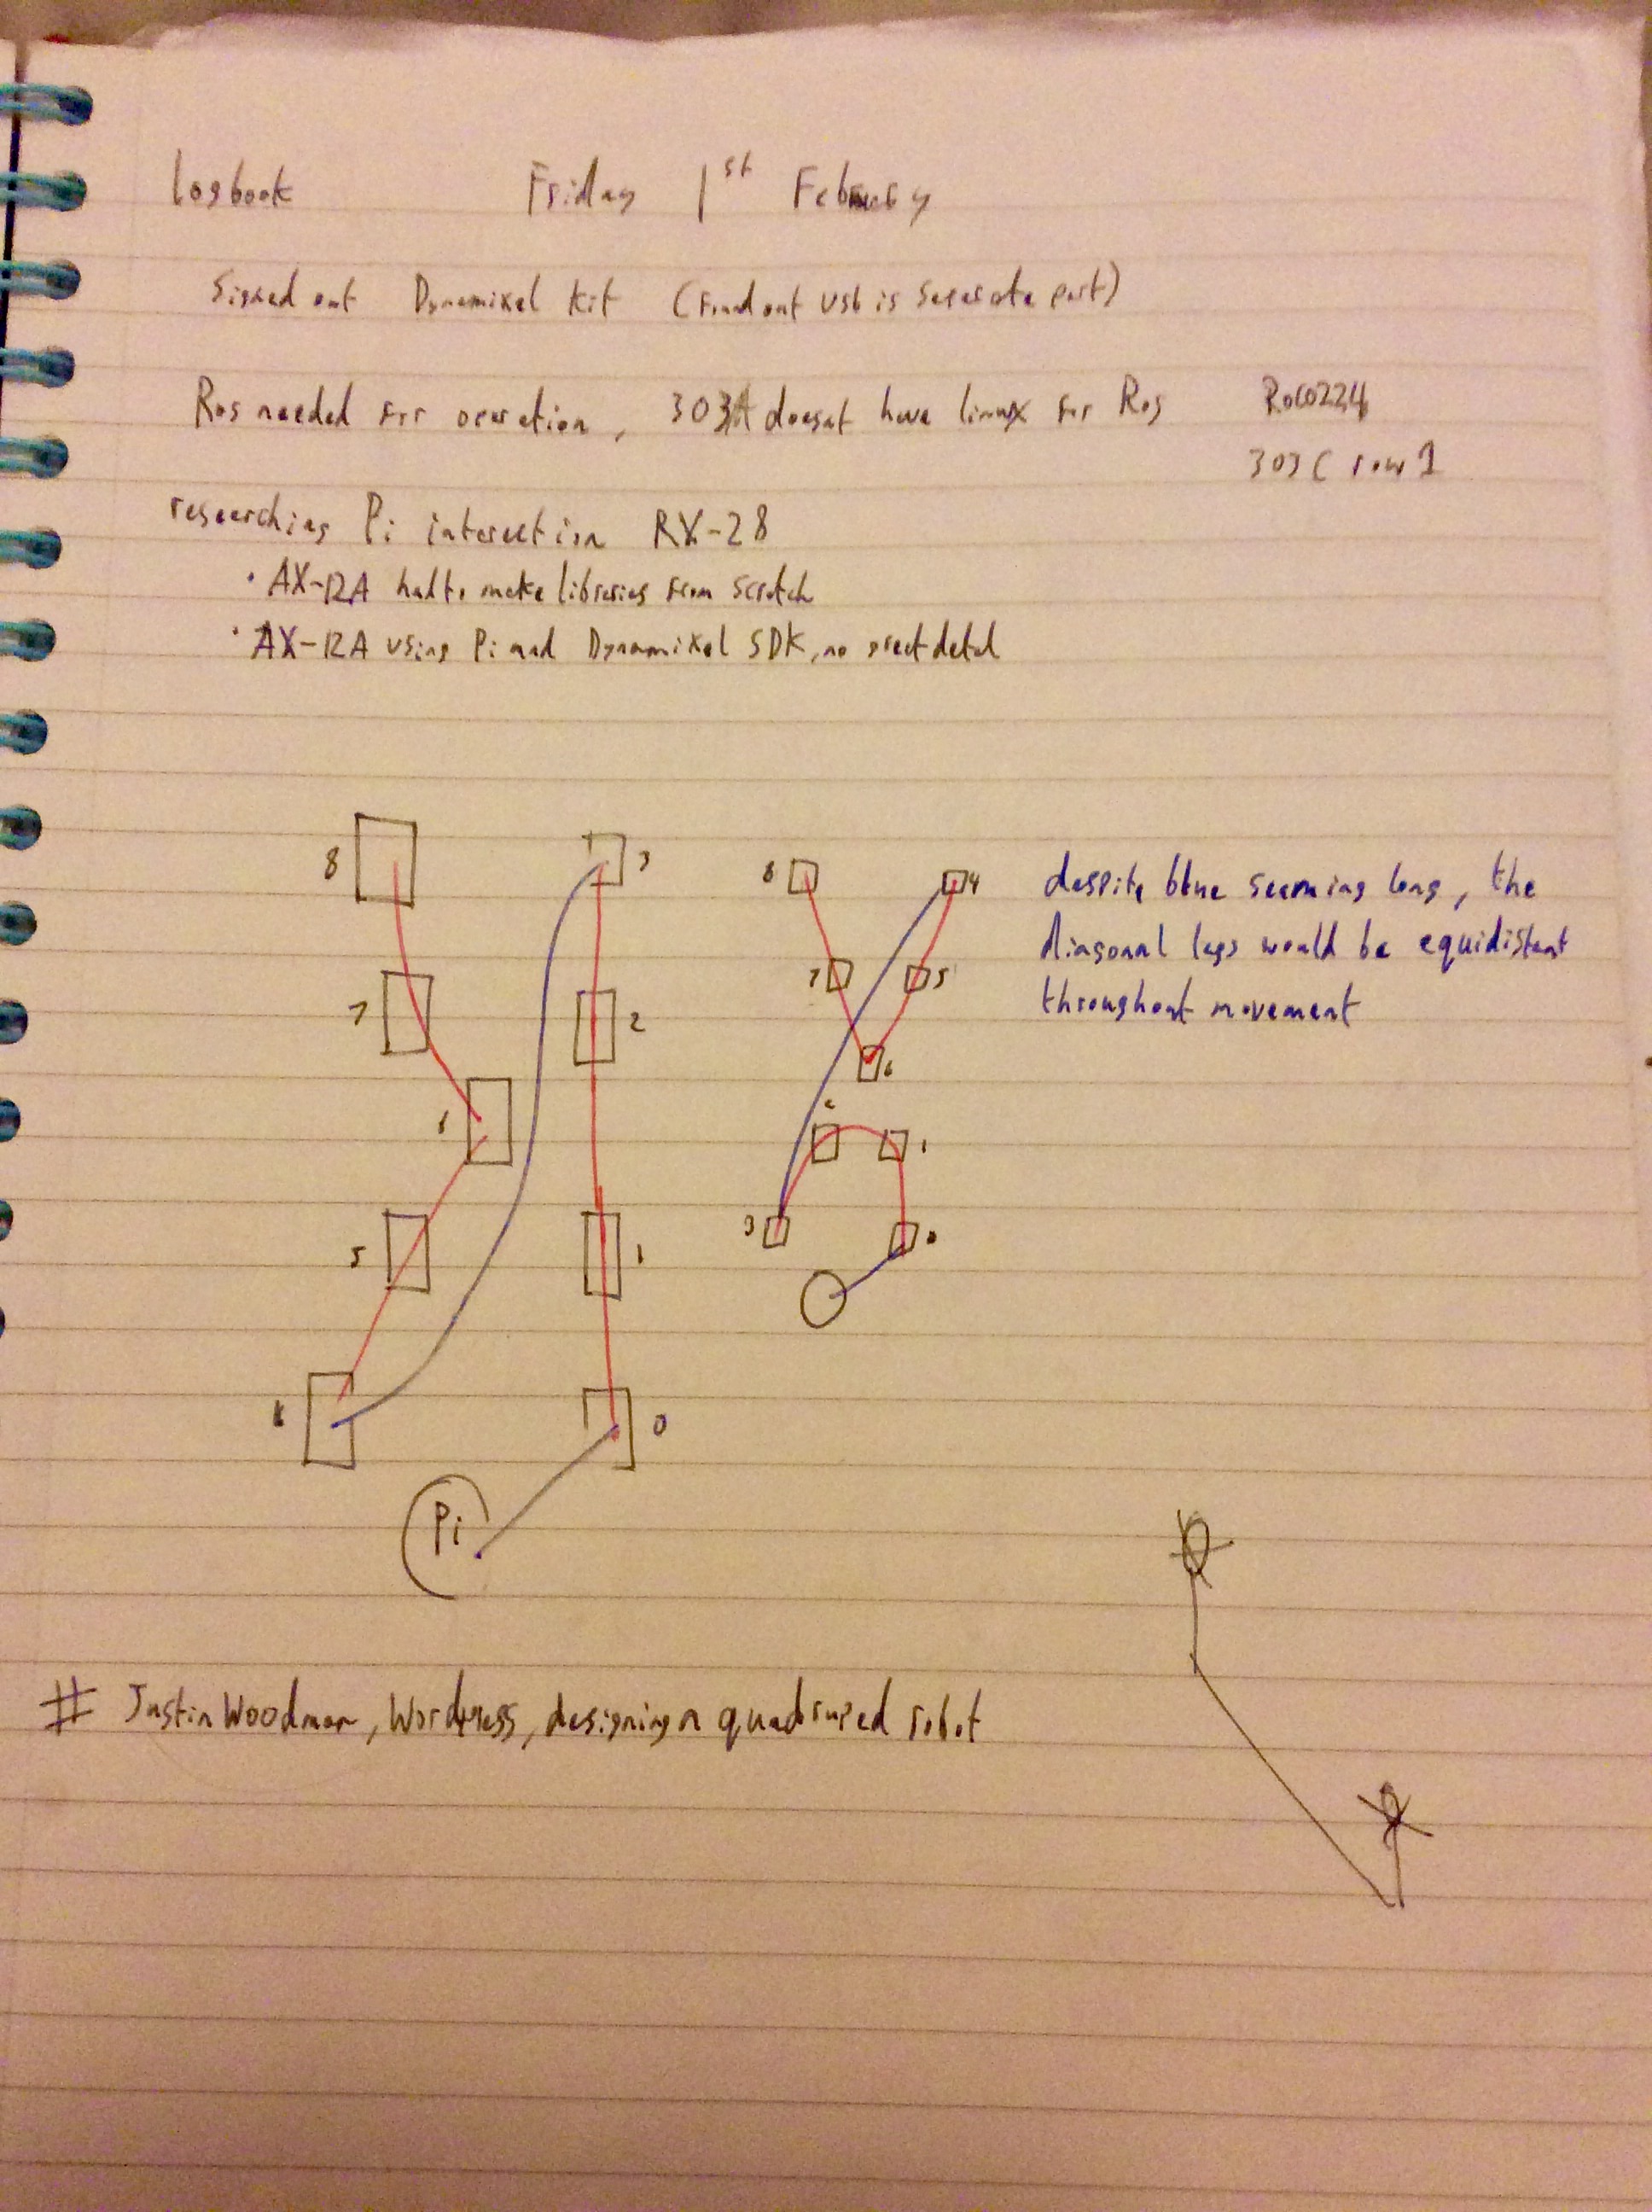 Logbook Friday 1st February
Signed out Dynamixel Kit (Found out USB is seperate part)
Ros needed for operation, 303A doesnt have linux for Ros Roco224
303C row 1
researching Pi interaction RX-28
• AX-12A had to make libraries from scratch
• AX-12A using Pi and Dynamixel SDK, no great detail
8 3 8 4
despite blue seeming long, the
diagonal legs would be equidistant
throughout movement
7 2 7 5
6 6
2 1
5 1 3 0
0
Pi
# Justin Woodman, Wordpress, designing a quadruped robot